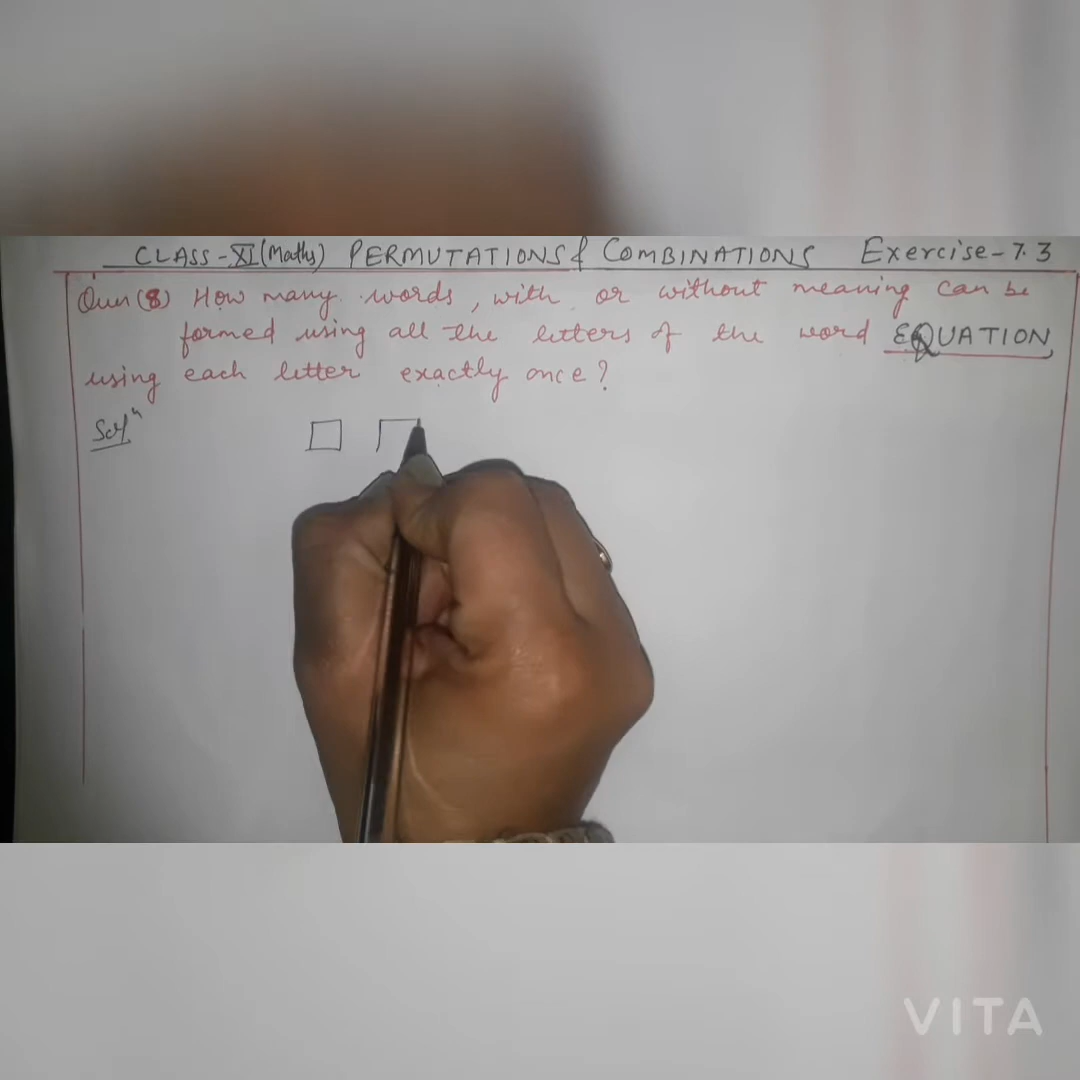 CLASS-XI (Maths) PERMUTATIONS & COMBINATIONS Exercise-7.3
Qus (8) How many words, with or without meaning can be
formed using all the letters of the word EQUATION
using each letter exactly once?
Solⁿ
VITA